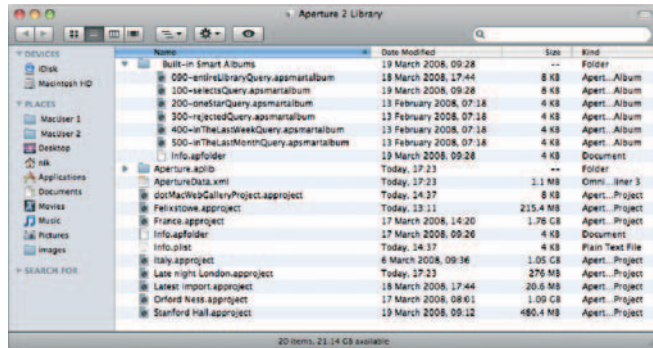 Aperture 2 Library
DEVICES
iDisk
Macintosh HD
PLACES
MacUser 1
MacUser 2
Desktop
nik
Applications
Documents
Movies
Music
Pictures
images
SEARCH FOR
Name Date Modified Size Kind
Built-in Smart Albums 19 March 2008, 09:28 -- Folder
090-entireLibraryQuery.apsmartalbum 18 March 2008, 17:44 8 KB Apert...Album
100-selectsQuery.apsmartalbum 19 March 2008, 09:28 8 KB Apert...Album
200-oneStarQuery.apsmartalbum 13 February 2008, 07:18 4 KB Apert...Album
300-rejectedQuery.apsmartalbum 13 February 2008, 07:18 4 KB Apert...Album
400-inTheLastWeekQuery.apsmartalbum 13 February 2008, 07:18 4 KB Apert...Album
500-inTheLastMonthQuery.apsmartalbum 13 February 2008, 07:18 4 KB Apert...Album
Info.apfolder 19 March 2008, 09:28 4 KB Document
Aperture.aplib Today, 17:23 -- Folder
ApertureData.xml Today, 17:23 1.1 MB Omni...liner 3
dotMacWebGalleryProject.approject Today, 14:37 8 KB Apert...Project
Felixstowe.approject Today, 13:11 215.4 MB Apert...Project
France.approject 17 March 2008, 14:20 1.76 GB Apert...Project
Info.apfolder 17 March 2008, 09:26 4 KB Document
Info.plist Today, 14:37 4 KB Plain Text File
Italy.approject 6 March 2008, 09:36 1.05 GB Apert...Project
Late night London.approject Today, 17:23 276 MB Apert...Project
Latest import.approject 18 March 2008, 17:44 20.6 MB Apert...Project
Orford Ness.approject 17 March 2008, 08:01 1.09 GB Apert...Project
Stanford Hall.approject 19 March 2008, 09:12 480.4 MB Apert...Project
20 items, 21.14 GB available